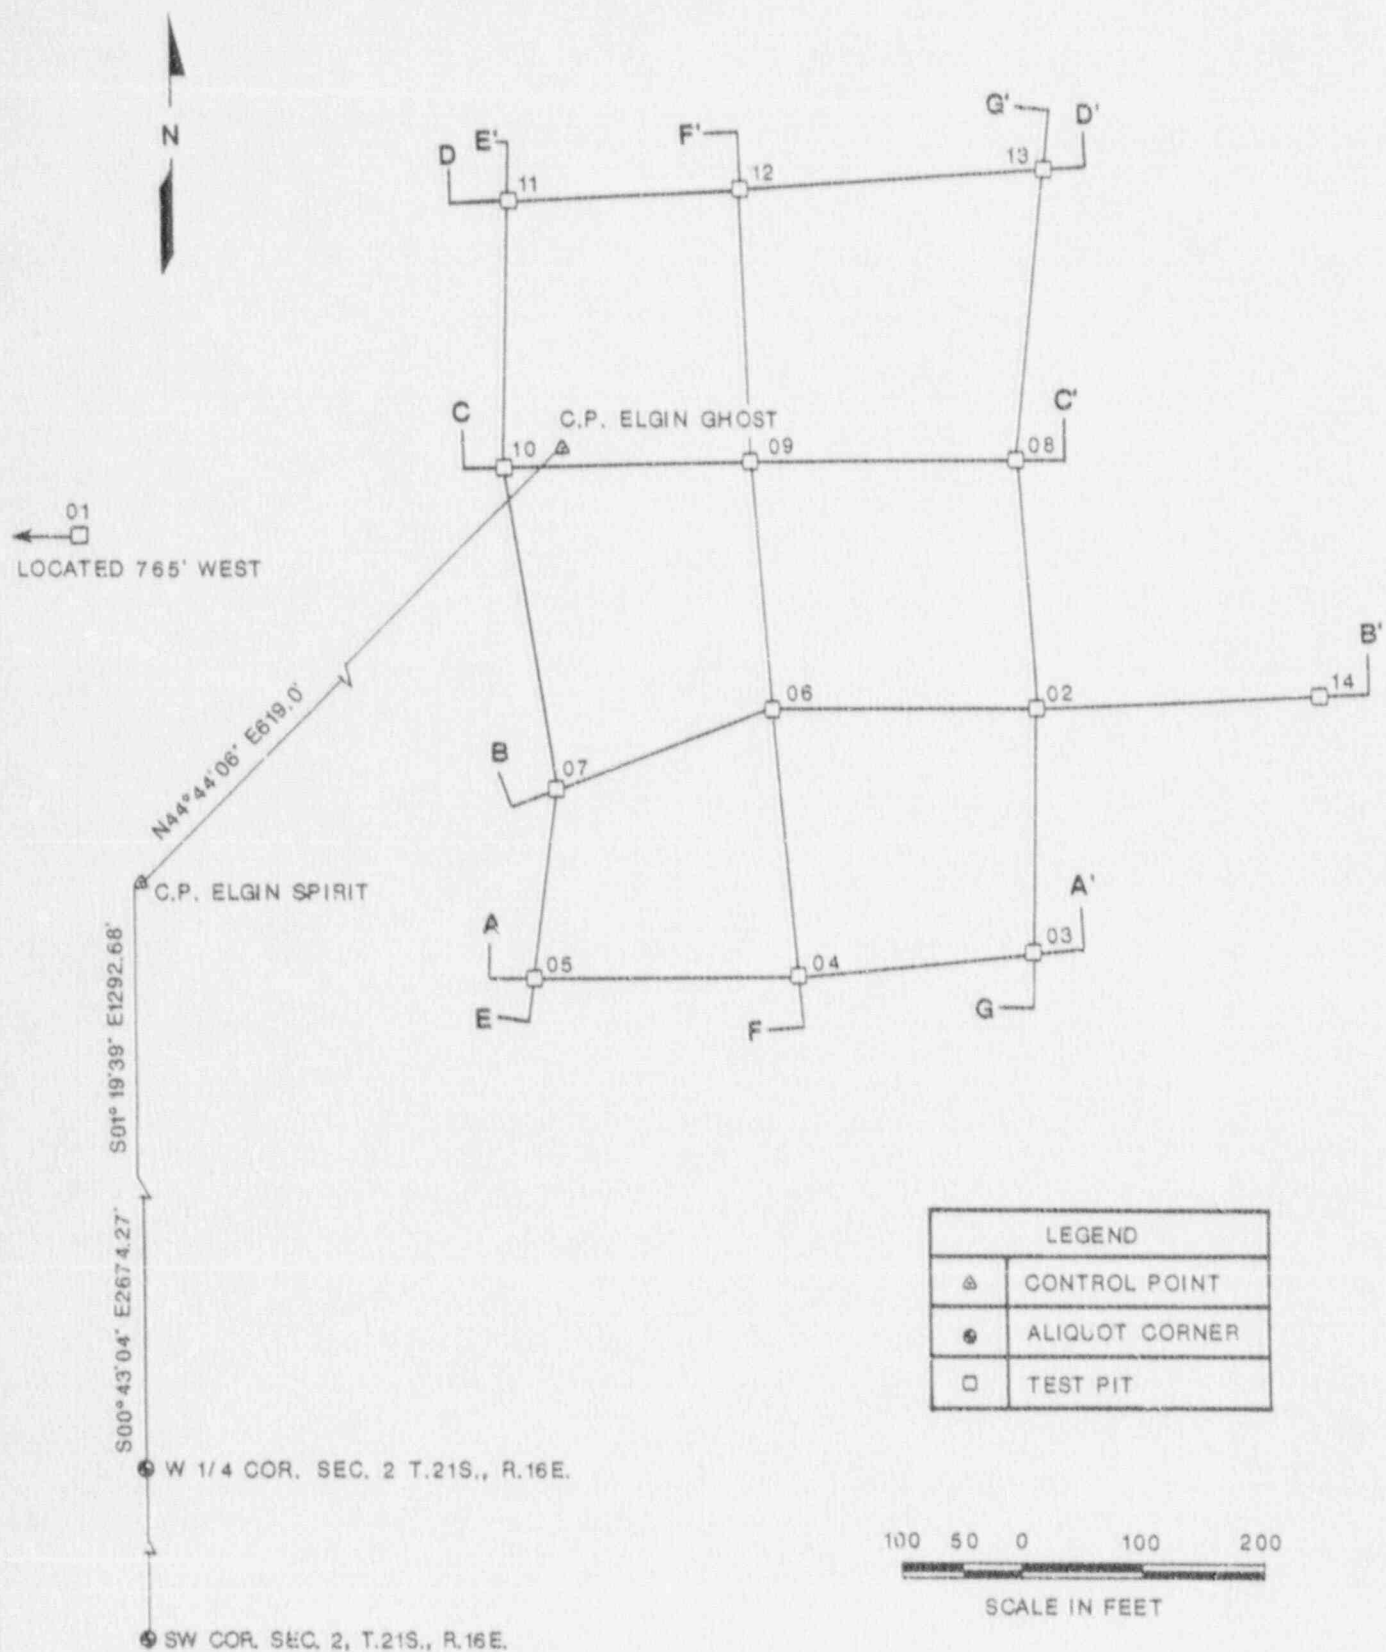 N
G'
D'
F'
E'
D
13
12
11
C
C.P. ELGIN GHOST
C'
10
09
08
01
LOCATED 765' WEST
B'
14
06
02
N44°44'06" E619.0'
B
07
C.P. ELGIN SPIRIT
A
A'
03
05
04
E
F
G
S01° 19'39" E1292.68'
S00°43'04" E2674.27'
LEGEND
CONTROL POINT
ALIQUOT CORNER
TEST PIT
W 1/4 COR. SEC. 2 T.21S., R.16E.
100 50 0 100 200
SCALE IN FEET
SW COR. SEC. 2, T.21S., R.16E.